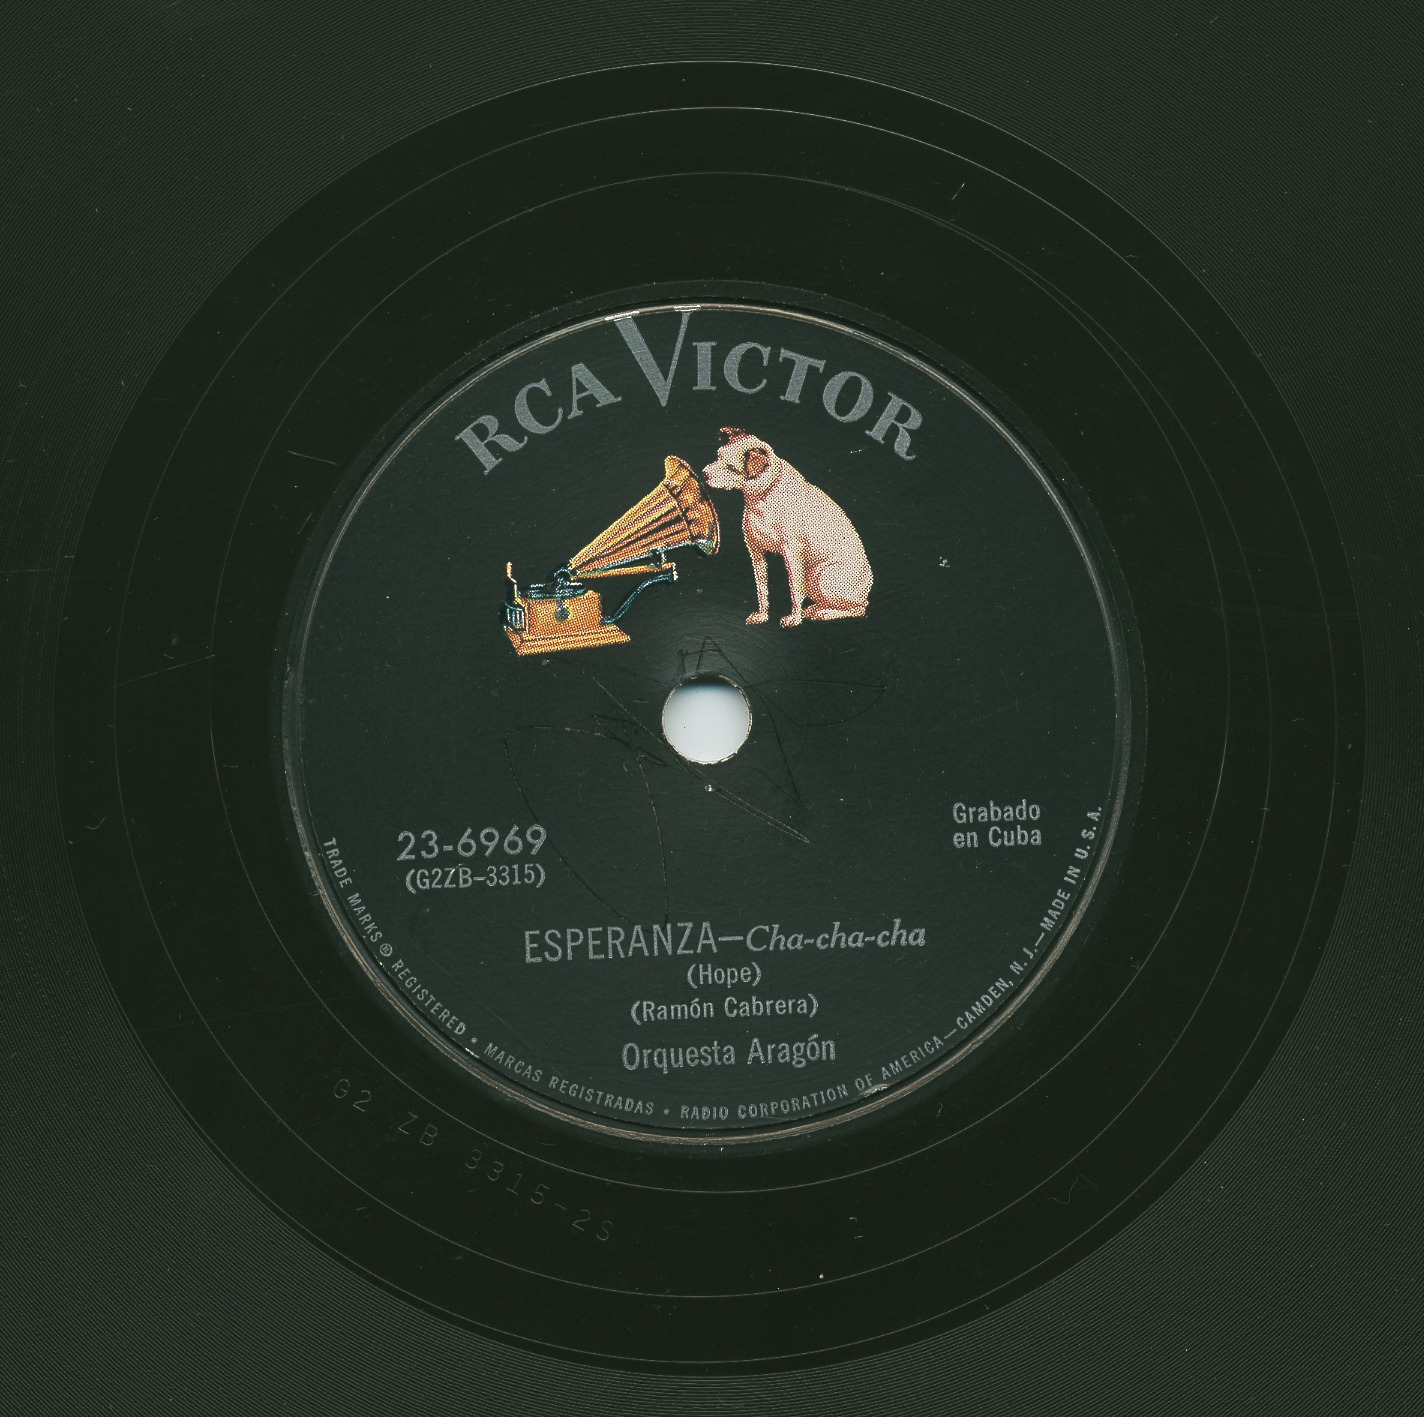 RCA VICTOR
Grabado
en Cuba
23-6969
(G2ZB-3315)
ESPERANZA—Cha-cha-cha
(Hope)
(Ramón Cabrera)
Orquesta Aragón
TRADE MARKS ® REGISTERED • MARCAS REGISTRADAS • RADIO CORPORATION OF AMERICA—CAMDEN, N. J.—MADE IN U. S. A.
G2 ZB 3315-2S